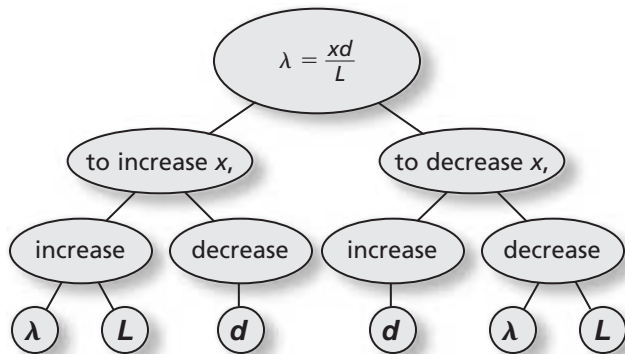 λ = xd/L
to increase x, to decrease x,
increase decrease increase decrease
λ L d d λ L